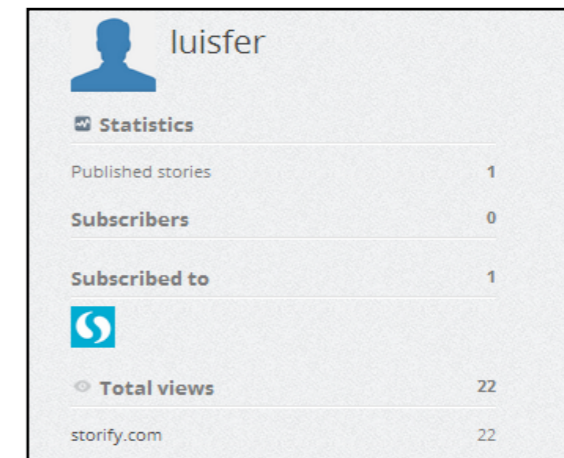 luisfer
Statistics
Published stories 1
Subscribers 0
Subscribed to 1
Total views 22
storify.com 22